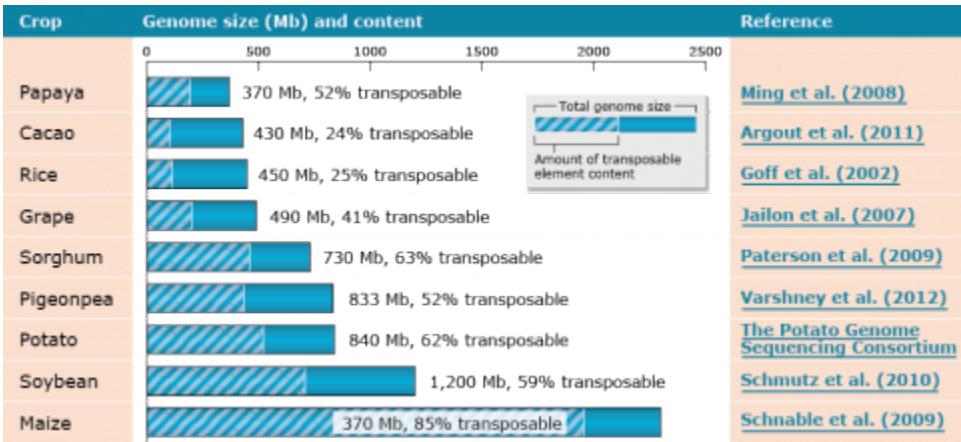 Crop Genome size (Mb) and content Reference
0 500 1000 1500 2000 2500
Papaya 370 Mb, 52% transposable Ming et al. (2008)
Total genome size
Amount of transposable
element content
Cacao 430 Mb, 24% transposable Argout et al. (2011)
Rice 450 Mb, 25% transposable Goff et al. (2002)
Grape 490 Mb, 41% transposable Jailon et al. (2007)
Sorghum 730 Mb, 63% transposable Paterson et al. (2009)
Pigeonpea 833 Mb, 52% transposable Varshney et al. (2012)
Potato 840 Mb, 62% transposable The Potato Genome
Sequencing Consortium
Soybean 1,200 Mb, 59% transposable Schmutz et al. (2010)
Maize 370 Mb, 85% transposable Schnable et al. (2009)